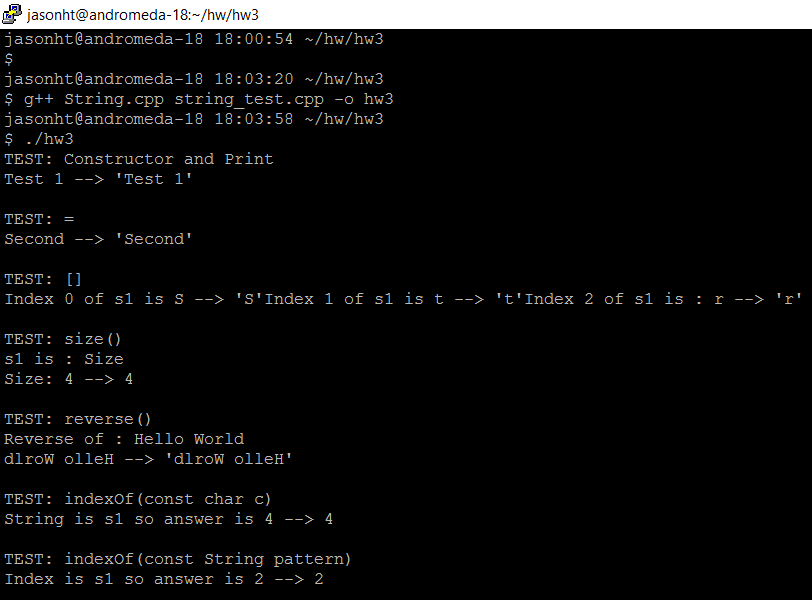 jasonht@andromeda-18:~/hw/hw3
jasonht@andromeda-18 18:00:54 ~/hw/hw3
$
jasonht@andromeda-18 18:03:20 ~/hw/hw3
$ g++ String.cpp string_test.cpp -o hw3
jasonht@andromeda-18 18:03:58 ~/hw/hw3
$ ./hw3
TEST: Constructor and Print
Test 1 --> 'Test 1'
TEST: =
Second --> 'Second'
TEST: []
Index 0 of s1 is S --> 'S'Index 1 of s1 is t --> 't'Index 2 of s1 is : r --> 'r'
TEST: size()
s1 is : Size
Size: 4 --> 4
TEST: reverse()
Reverse of : Hello World
dlroW olleH --> 'dlroW olleH'
TEST: indexOf(const char c)
String is s1 so answer is 4 --> 4
TEST: indexOf(const String pattern)
Index is s1 so answer is 2 --> 2